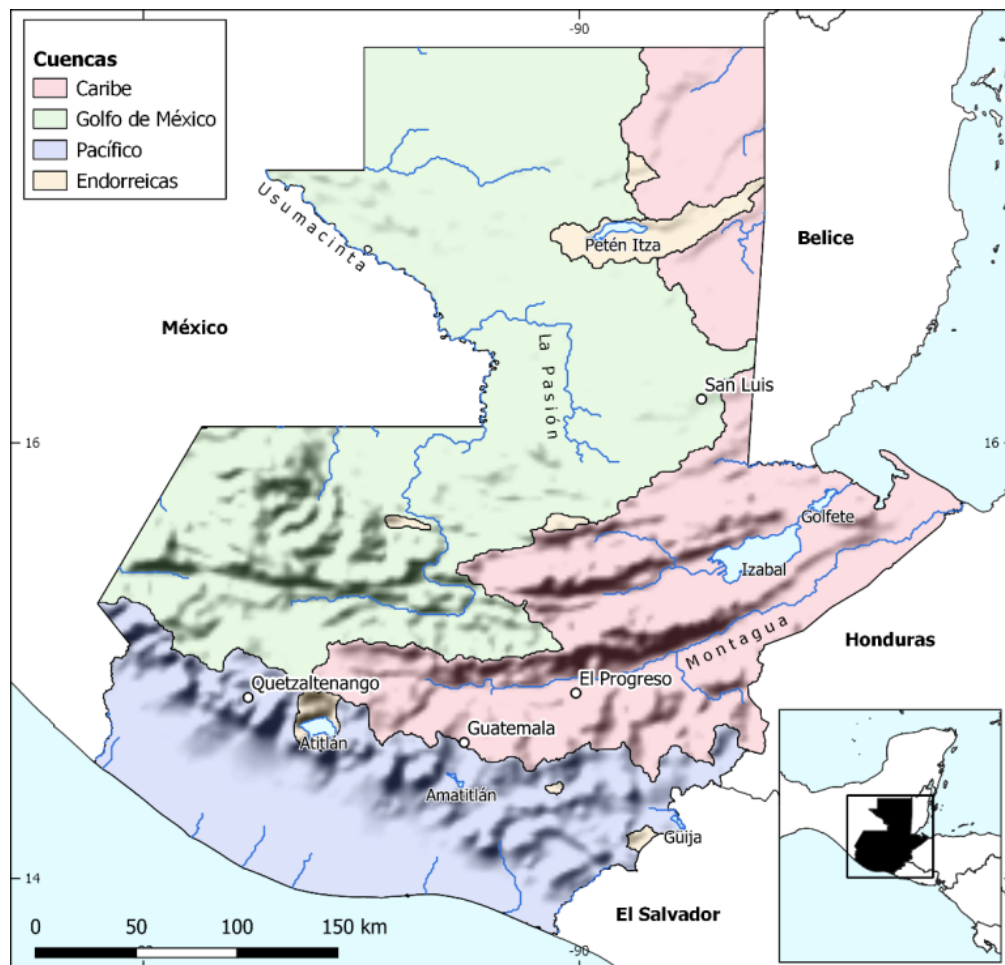 Cuencas
Caribe
Golfo de México
Pacífico
Endorreicas
-90
Usumacinta
Petén Itza
Belice
México
La Pasión
San Luis
16
16
Golfete
Izabal
Montagua
Honduras
Quetzaltenango
El Progreso
Atitlán
Guatemala
Amatitlán
Güija
14
El Salvador
0 50 100 150 km
-90